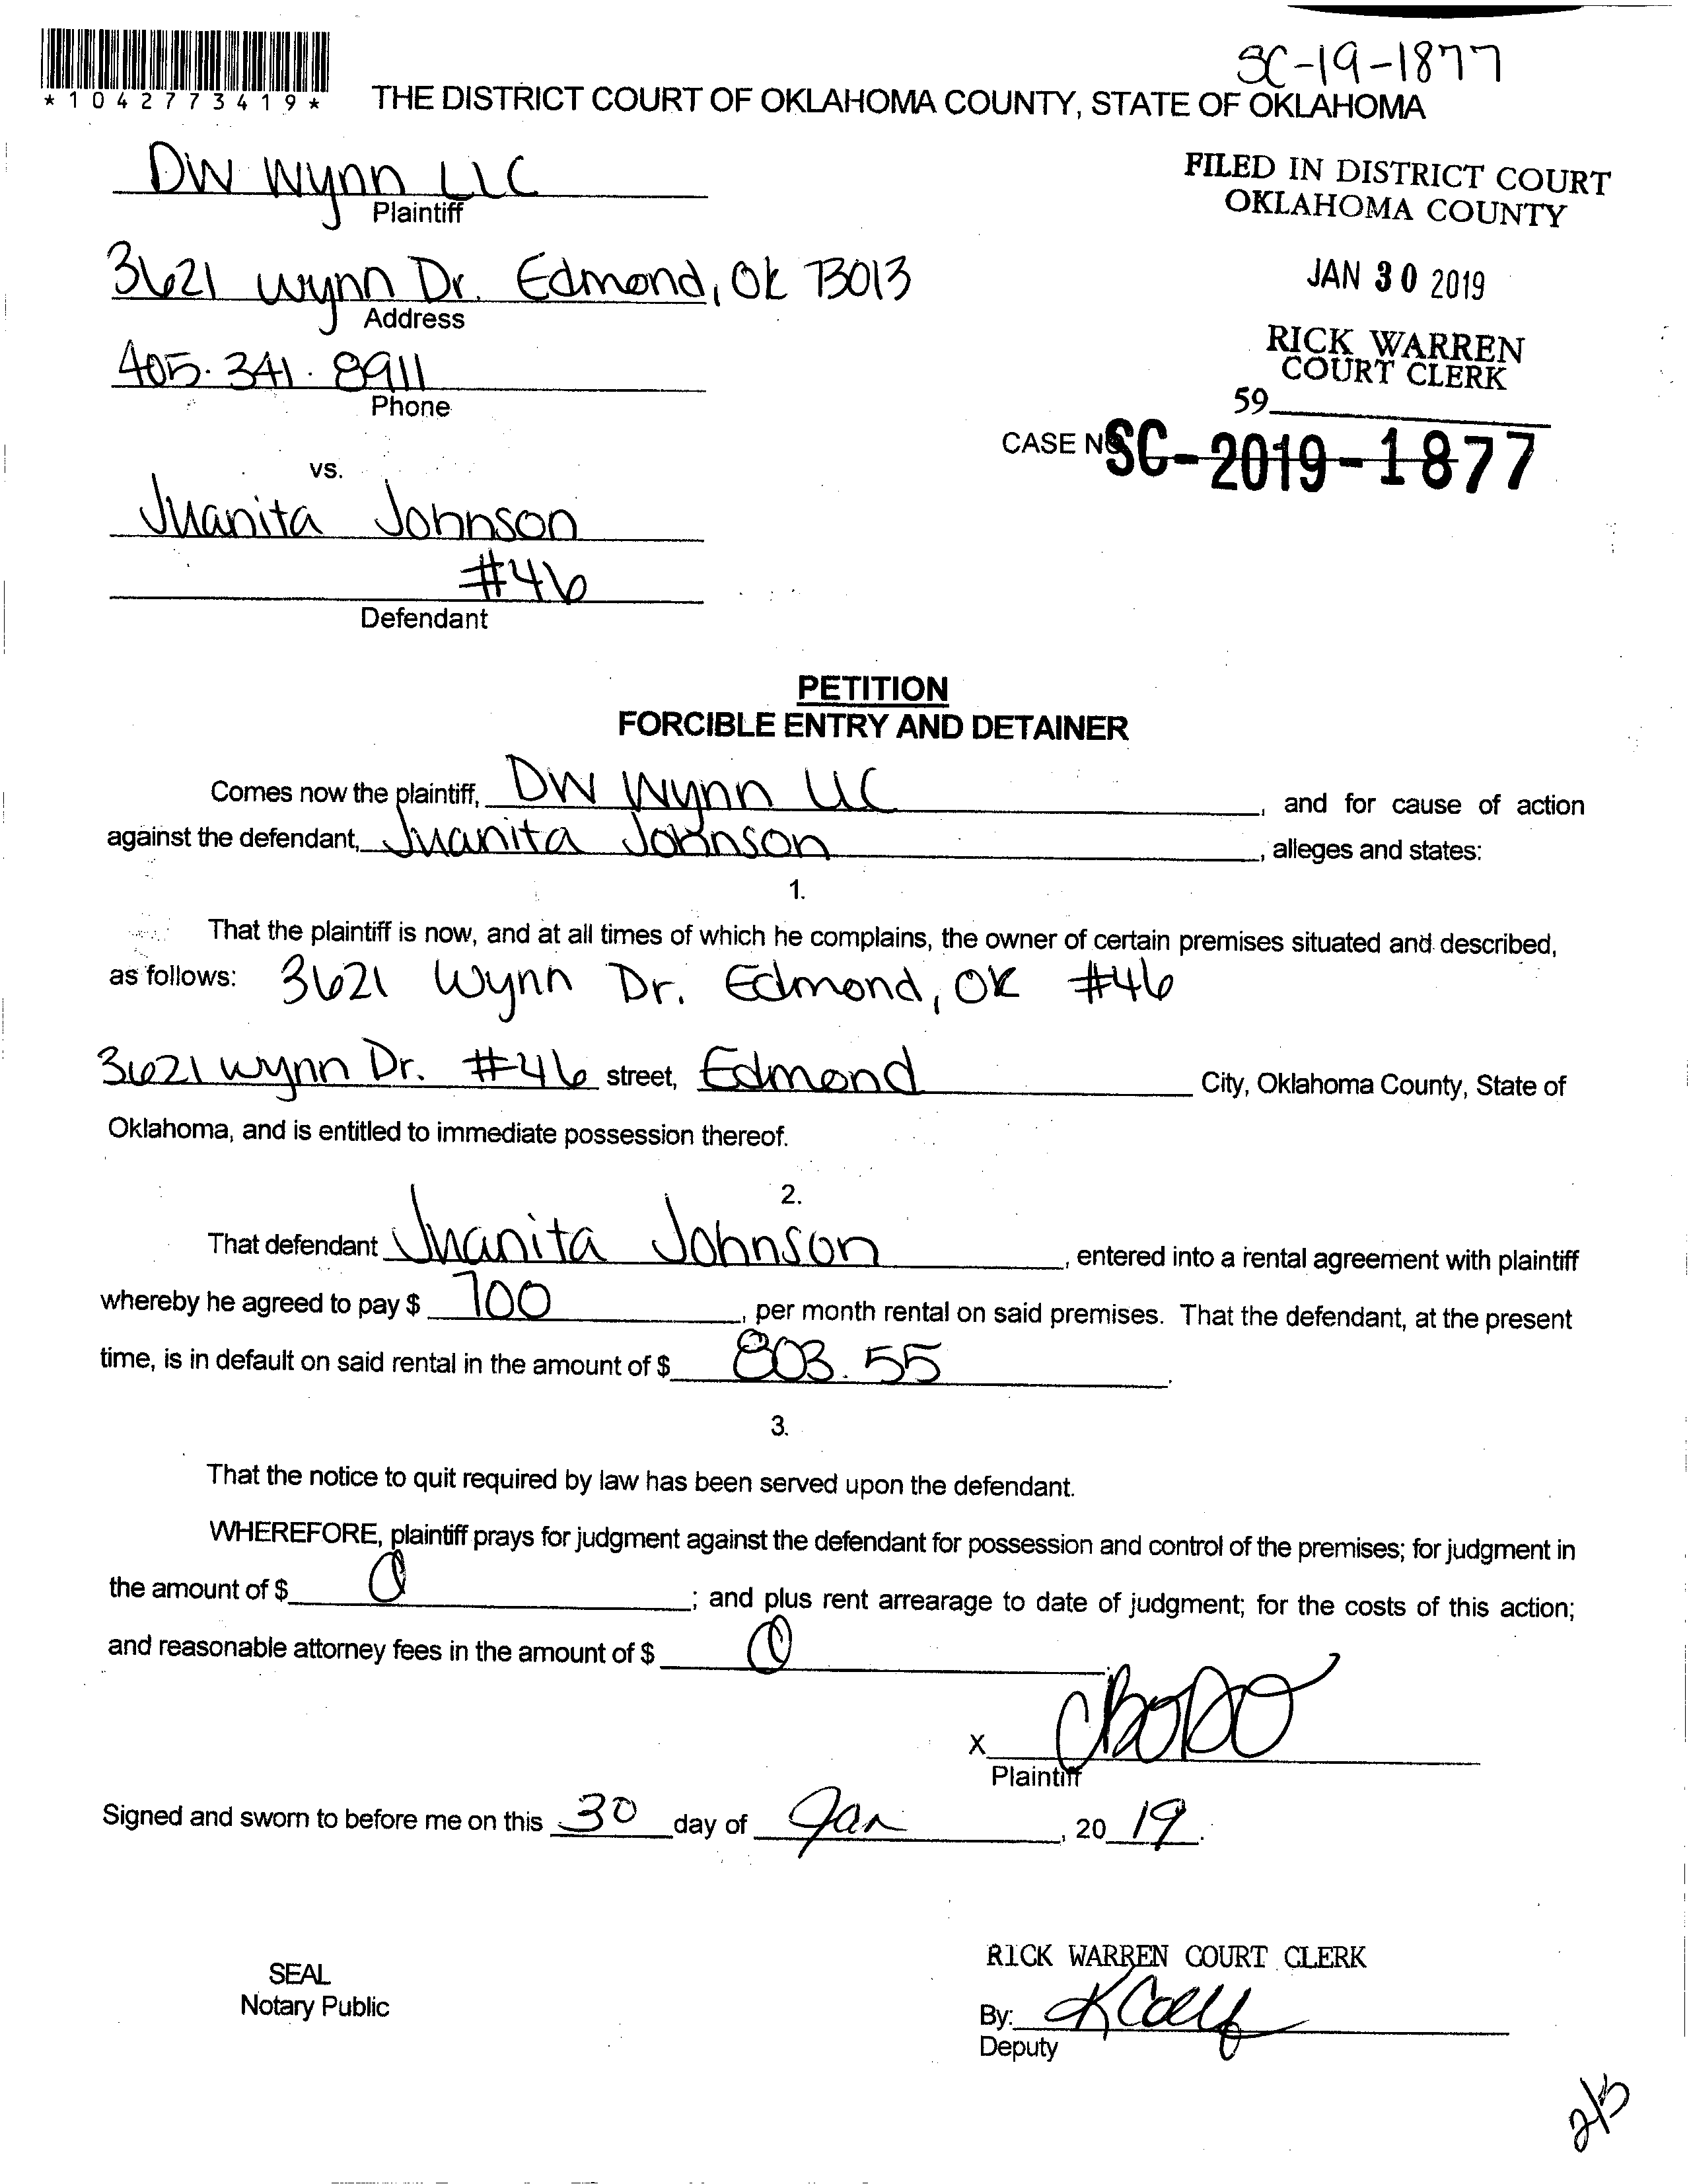 SC-19-1877
*1042773419*
THE DISTRICT COURT OF OKLAHOMA COUNTY, STATE OF OKLAHOMA
DW Wynn LLC
Plaintiff
FILED IN DISTRICT COURT
OKLAHOMA COUNTY
3621 Wynn Dr. Edmond, OK 73013
Address
JAN 30 2019
405. 341. 8911
Phone
RICK WARREN
COURT CLERK
59
CASE NO SC-2019-1877
vs.
Juanita Johnson
#46
Defendant
PETITION
FORCIBLE ENTRY AND DETAINER
Comes now the plaintiff, DW Wynn LLC, and for cause of action
against the defendant, Juanita Johnson, alleges and states:
1.
That the plaintiff is now, and at all times of which he complains, the owner of certain premises situated and described,
as follows: 3621 Wynn Dr. Edmond, OK #46
3621 Wynn Dr. #46 street, Edmond City, Oklahoma County, State of
Oklahoma, and is entitled to immediate possession thereof.
2.
That defendant Juanita Johnson, entered into a rental agreement with plaintiff
whereby he agreed to pay $ 700, per month rental on said premises. That the defendant, at the present
time, is in default on said rental in the amount of $ 803.55.
3.
That the notice to quit required by law has been served upon the defendant.
WHEREFORE, plaintiff prays for judgment against the defendant for possession and control of the premises; for judgment in
the amount of $ 0; and plus rent arrearage to date of judgment; for the costs of this action;
and reasonable attorney fees in the amount of $ 0.
X
Plaintiff
Signed and sworn to before me on this 30 day of Jan, 20 19.
SEAL
Notary Public
RICK WARREN COURT CLERK
By:
Deputy
2/5